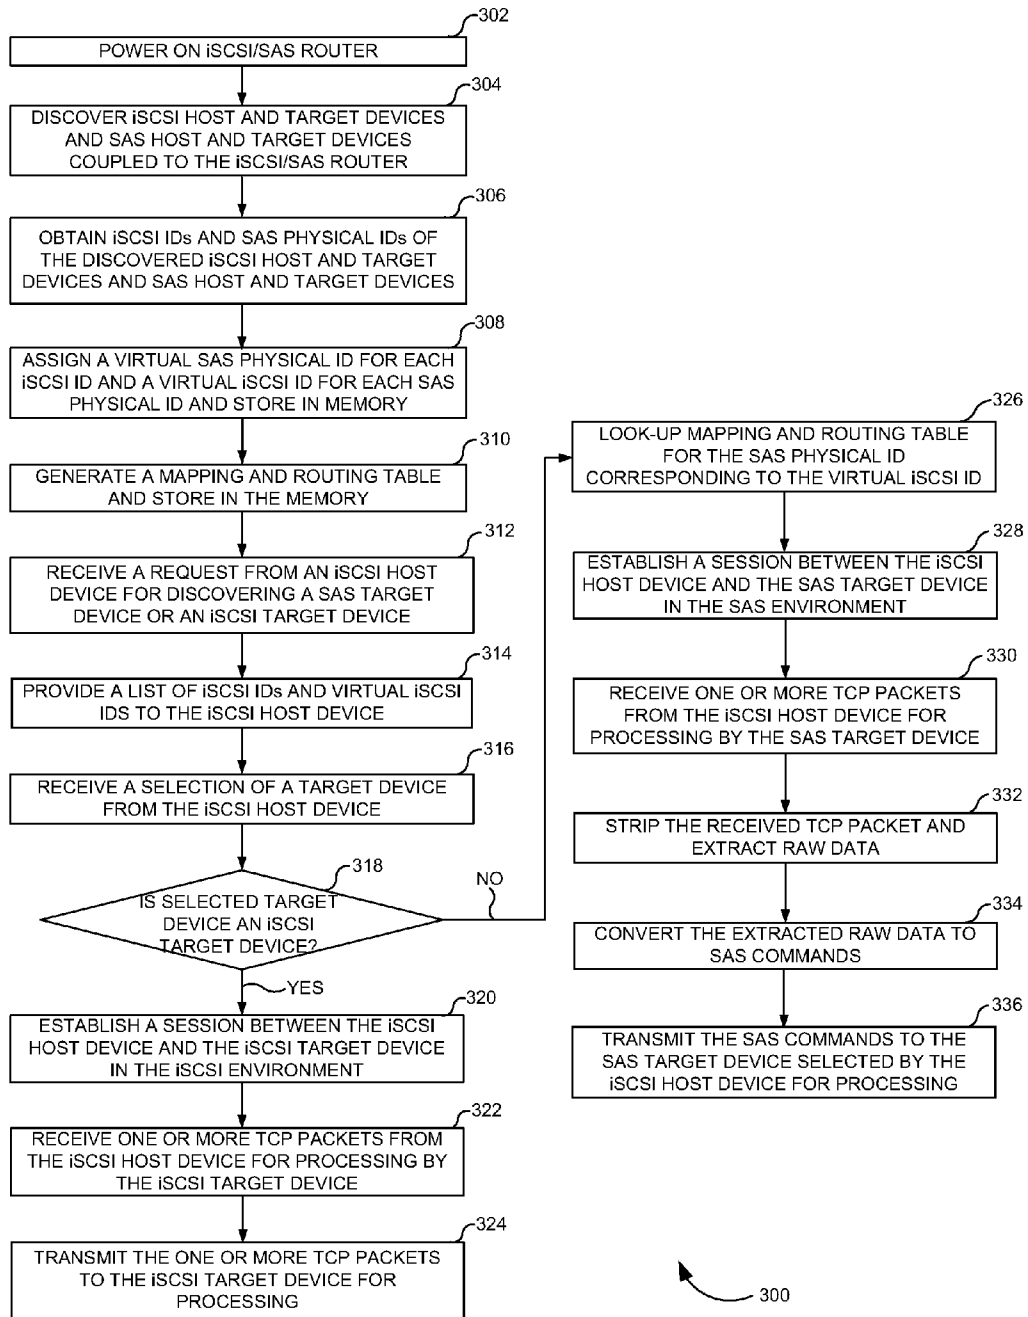 302
POWER ON iSCSI/SAS ROUTER
304
DISCOVER iSCSI HOST AND TARGET DEVICES
AND SAS HOST AND TARGET DEVICES
COUPLED TO THE iSCSI/SAS ROUTER
306
OBTAIN iSCSI IDs AND SAS PHYSICAL IDs OF
THE DISCOVERED iSCSI HOST AND TARGET
DEVICES AND SAS HOST AND TARGET DEVICES
308
ASSIGN A VIRTUAL SAS PHYSICAL ID FOR EACH
iSCSI ID AND A VIRTUAL iSCSI ID FOR EACH SAS
PHYSICAL ID AND STORE IN MEMORY
310
GENERATE A MAPPING AND ROUTING TABLE
AND STORE IN THE MEMORY
312
RECEIVE A REQUEST FROM AN iSCSI HOST
DEVICE FOR DISCOVERING A SAS TARGET
DEVICE OR AN iSCSI TARGET DEVICE
314
PROVIDE A LIST OF iSCSI IDs AND VIRTUAL iSCSI
IDS TO THE iSCSI HOST DEVICE
316
RECEIVE A SELECTION OF A TARGET DEVICE
FROM THE iSCSI HOST DEVICE
318
IS SELECTED TARGET
DEVICE AN iSCSI
TARGET DEVICE?
NO
YES
320
ESTABLISH A SESSION BETWEEN THE iSCSI
HOST DEVICE AND THE iSCSI TARGET DEVICE
IN THE iSCSI ENVIRONMENT
322
RECEIVE ONE OR MORE TCP PACKETS FROM
THE iSCSI HOST DEVICE FOR PROCESSING BY
THE iSCSI TARGET DEVICE
324
TRANSMIT THE ONE OR MORE TCP PACKETS
TO THE iSCSI TARGET DEVICE FOR
PROCESSING
326
LOOK-UP MAPPING AND ROUTING TABLE
FOR THE SAS PHYSICAL ID
CORRESPONDING TO THE VIRTUAL iSCSI ID
328
ESTABLISH A SESSION BETWEEN THE iSCSI
HOST DEVICE AND THE SAS TARGET DEVICE
IN THE SAS ENVIRONMENT
330
RECEIVE ONE OR MORE TCP PACKETS
FROM THE iSCSI HOST DEVICE FOR
PROCESSING BY THE SAS TARGET DEVICE
332
STRIP THE RECEIVED TCP PACKET AND
EXTRACT RAW DATA
334
CONVERT THE EXTRACTED RAW DATA TO
SAS COMMANDS
336
TRANSMIT THE SAS COMMANDS TO THE
SAS TARGET DEVICE SELECTED BY THE
iSCSI HOST DEVICE FOR PROCESSING
300